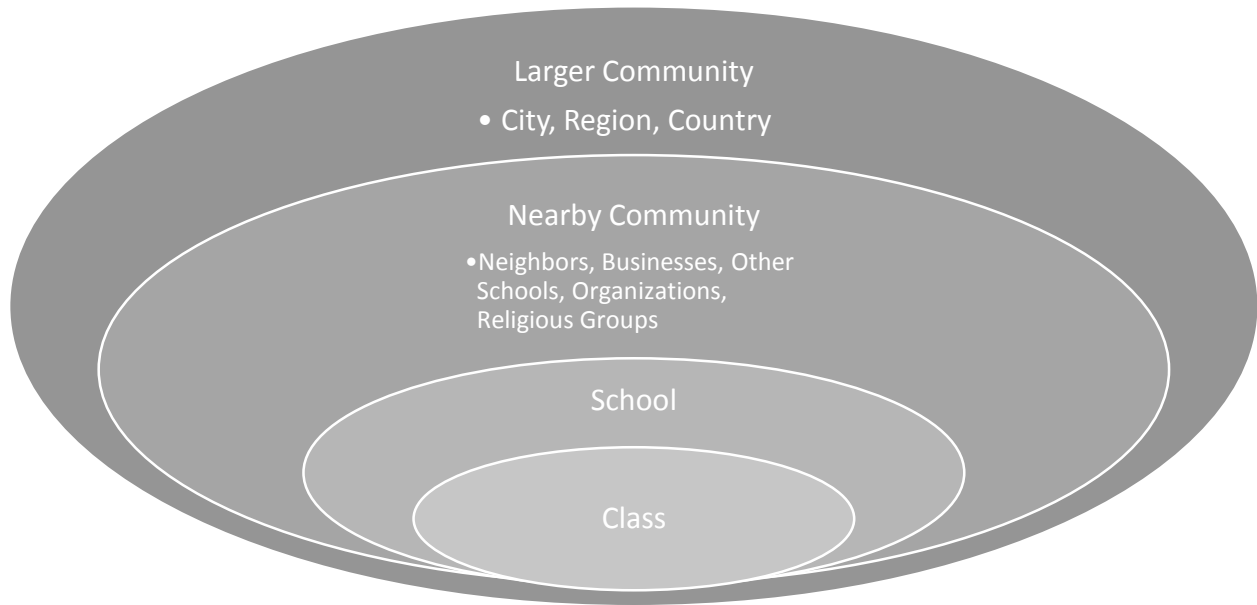 Larger Community
• City, Region, Country
Nearby Community
•Neighbors, Businesses, Other
Schools, Organizations,
Religious Groups
School
Class